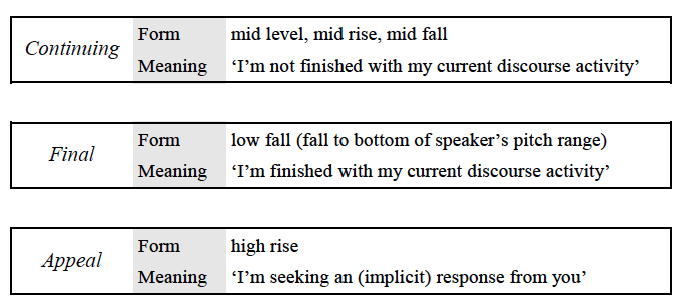 Continuing
Form mid level, mid rise, mid fall
Meaning ‘I’m not finished with my current discourse activity’
Final
Form low fall (fall to bottom of speaker’s pitch range)
Meaning ‘I’m finished with my current discourse activity’
Appeal
Form high rise
Meaning ‘I’m seeking an (implicit) response from you’